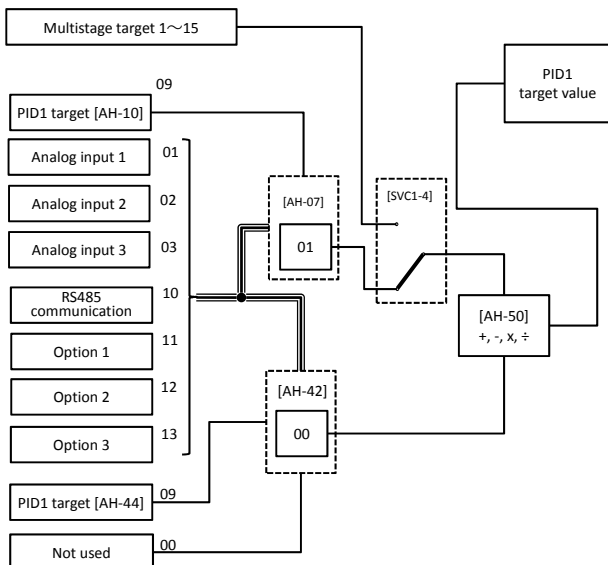 Multistage target 1～15
PID1
target value
09
PID1 target [AH-10]
Analog input 1
01
Analog input 2
02
Analog input 3
03
RS485
communication
10
Option 1
11
Option 2
12
Option 3
13
PID1 target [AH-44]
09
Not used
00
[AH-07]
01
[SVC1-4]
[AH-50]
+, -, x, ÷
[AH-42]
00